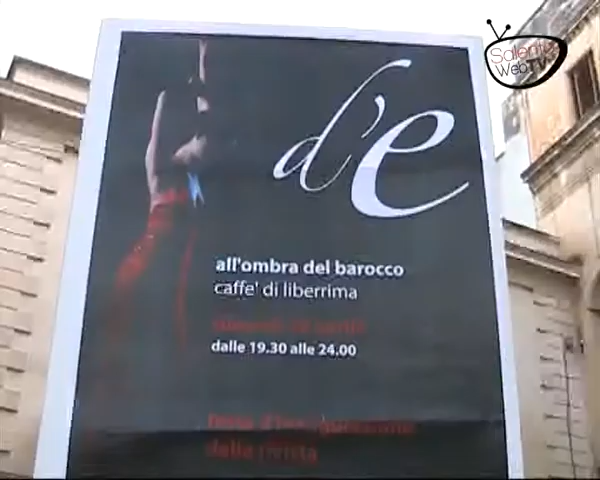 Salento
WebTV
d'e
all'ombra del barocco
caffe' di liberrima
dalle 19.30 alle 24.00
della rivista